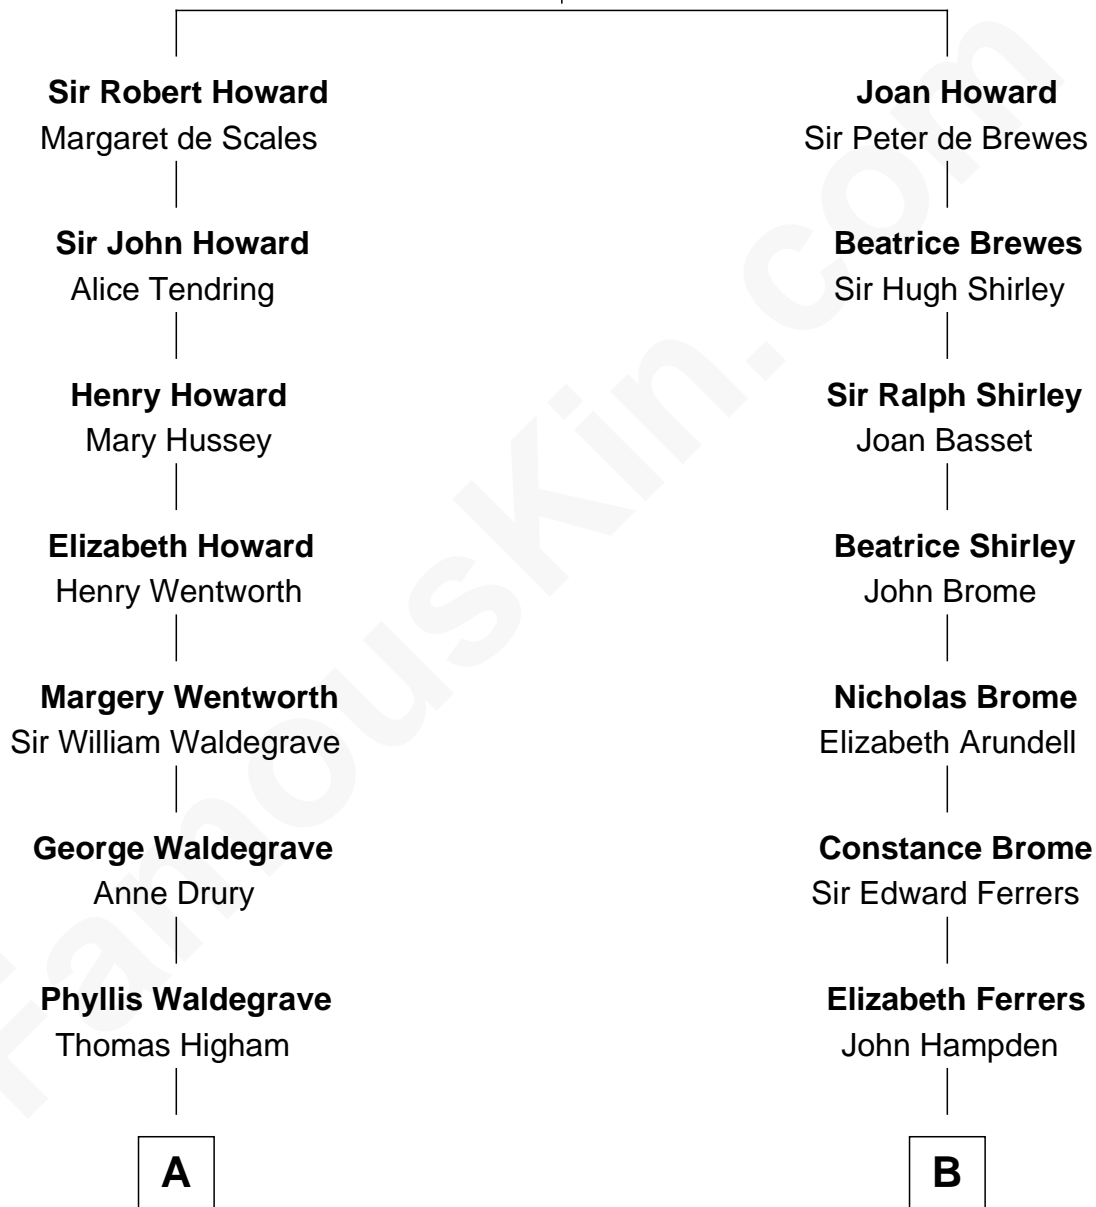 Sir Robert Howard
Margaret de Scales
Sir John Howard
Alice Tendring
Henry Howard
Mary Hussey
Elizabeth Howard
Henry Wentworth
Margery Wentworth
Sir William Waldegrave
George Waldegrave
Anne Drury
Phyllis Waldegrave
Thomas Higham
A
Joan Howard
Sir Peter de Brewes
Beatrice Brewes
Sir Hugh Shirley
Sir Ralph Shirley
Joan Basset
Beatrice Shirley
John Brome
Nicholas Brome
Elizabeth Arundell
Constance Brome
Sir Edward Ferrers
Elizabeth Ferrers
John Hampden
B
FamousKin.com